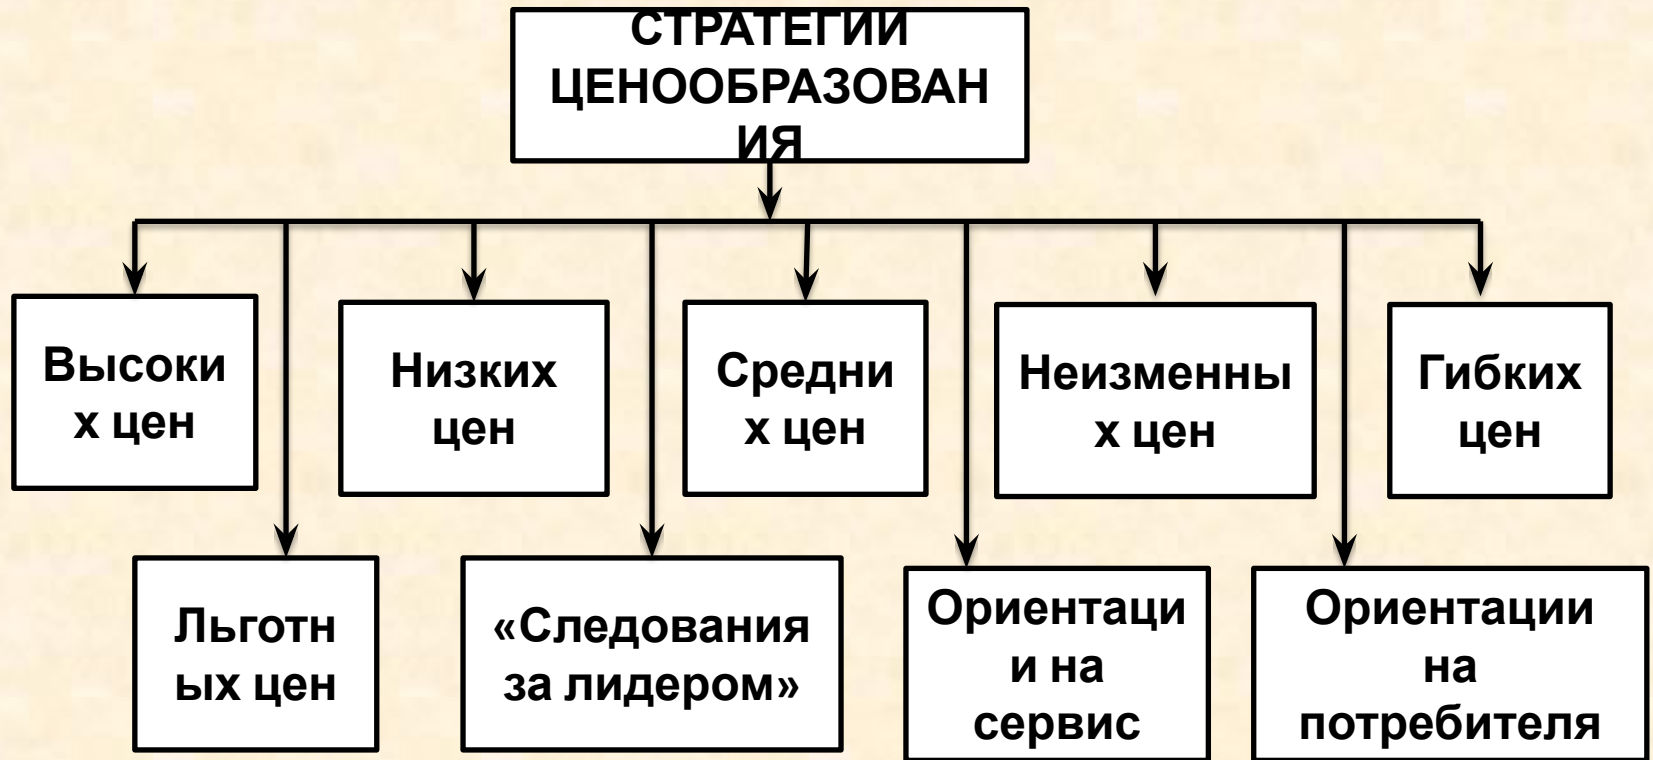 СТРАТЕГИИ
ЦЕНООБРАЗОВАН
ИЯ
Высоки
х цен
Низких
цен
Средни
х цен
Неизменны
х цен
Гибких
цен
Льготн
ых цен
«Следования
за лидером»
Ориентаци
и на
сервис
Ориентации
на
потребителя